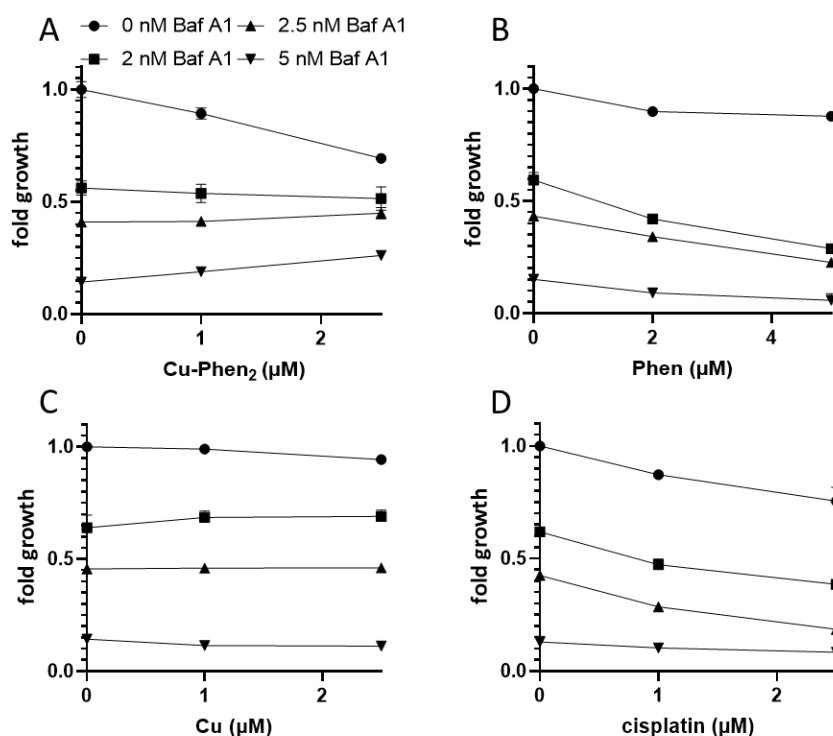 A
0 nM Baf A1
2.5 nM Baf A1
2 nM Baf A1
5 nM Baf A1
fold growth
1.0
0.5
0.0
0 1 2
Cu-Phen₂ (µM)
B
fold growth
1.0
0.5
0.0
0 2 4
Phen (µM)
C
fold growth
1.0
0.5
0.0
0 1 2
Cu (µM)
D
fold growth
1.0
0.5
0.0
0 1 2
cisplatin (µM)